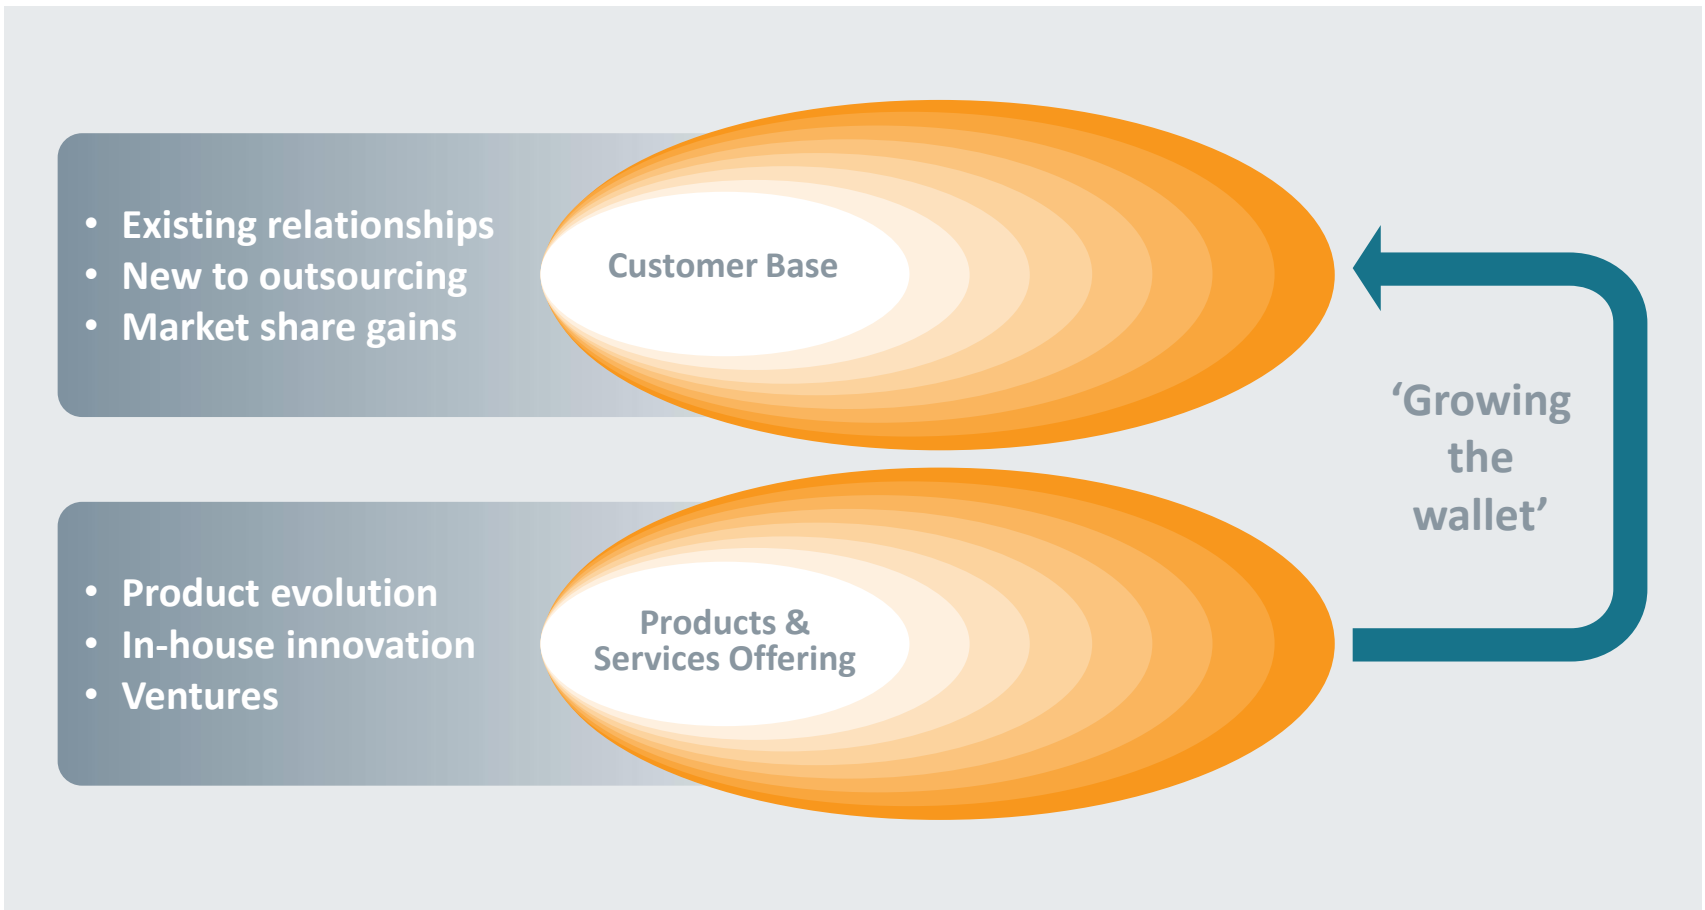 • Existing relationships
• New to outsourcing
• Market share gains
Customer Base
‘Growing
the
wallet’
• Product evolution
• In-house innovation
• Ventures
Products &
Services Offering